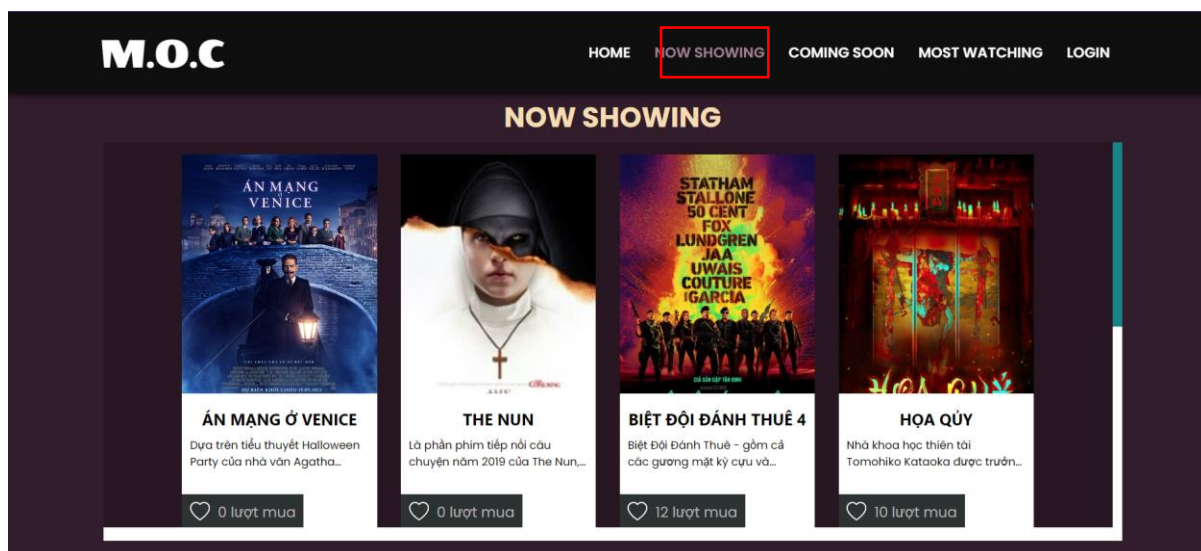 M.O.C
HOME NOW SHOWING COMING SOON MOST WATCHING LOGIN
NOW SHOWING
ÁN MẠNG
Ở
VENICE
STATHAM
STALLONE
50 CENT
FOX
LUNDGREN
JAA
UWAIS
COUTURE
GARCIA
ÁN MẠNG Ở VENICE
Dựa trên tiểu thuyết Halloween
Party của nhà văn Agatha...
0 lượt mua
THE NUN
Là phần phim tiếp nối câu
chuyện năm 2019 của The Nun,...
0 lượt mua
BIỆT ĐỘI ĐÁNH THUÊ 4
Biệt Đội Đánh Thuê - gồm cả
các gương mặt kỳ cựu và...
12 lượt mua
HỌA QỦY
Nhà khoa học thiên tài
Tomohiko Kataoka được trưởn...
10 lượt mua